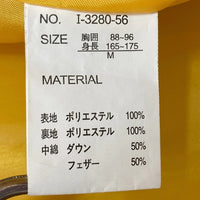 NO. I-3280-56
SIZE 胸囲 88~96
身長 165~175
M
MATERIAL
表地 ポリエステル 100%
裏地 ポリエステル 100%
中綿 ダウン 50%
フェザー 50%